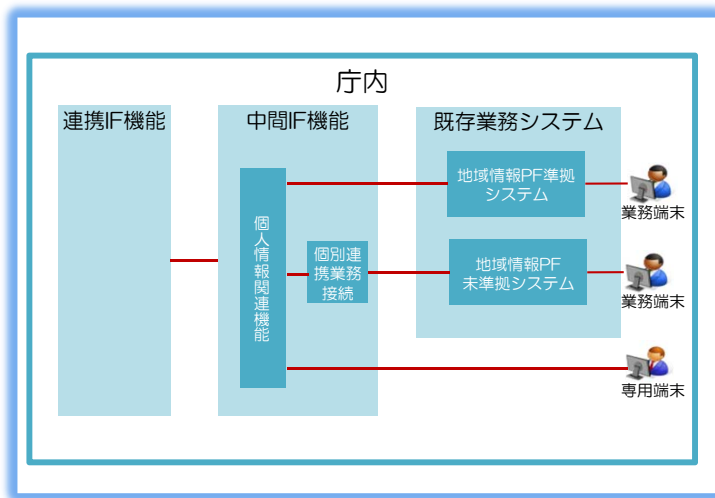 庁内
連携IF機能
中間IF機能
既存業務システム
個人情報関連機能
個別連
携業務
接続
地域情報PF準拠
システム
業務端末
地域情報PF
未準拠システム
業務端末
専用端末